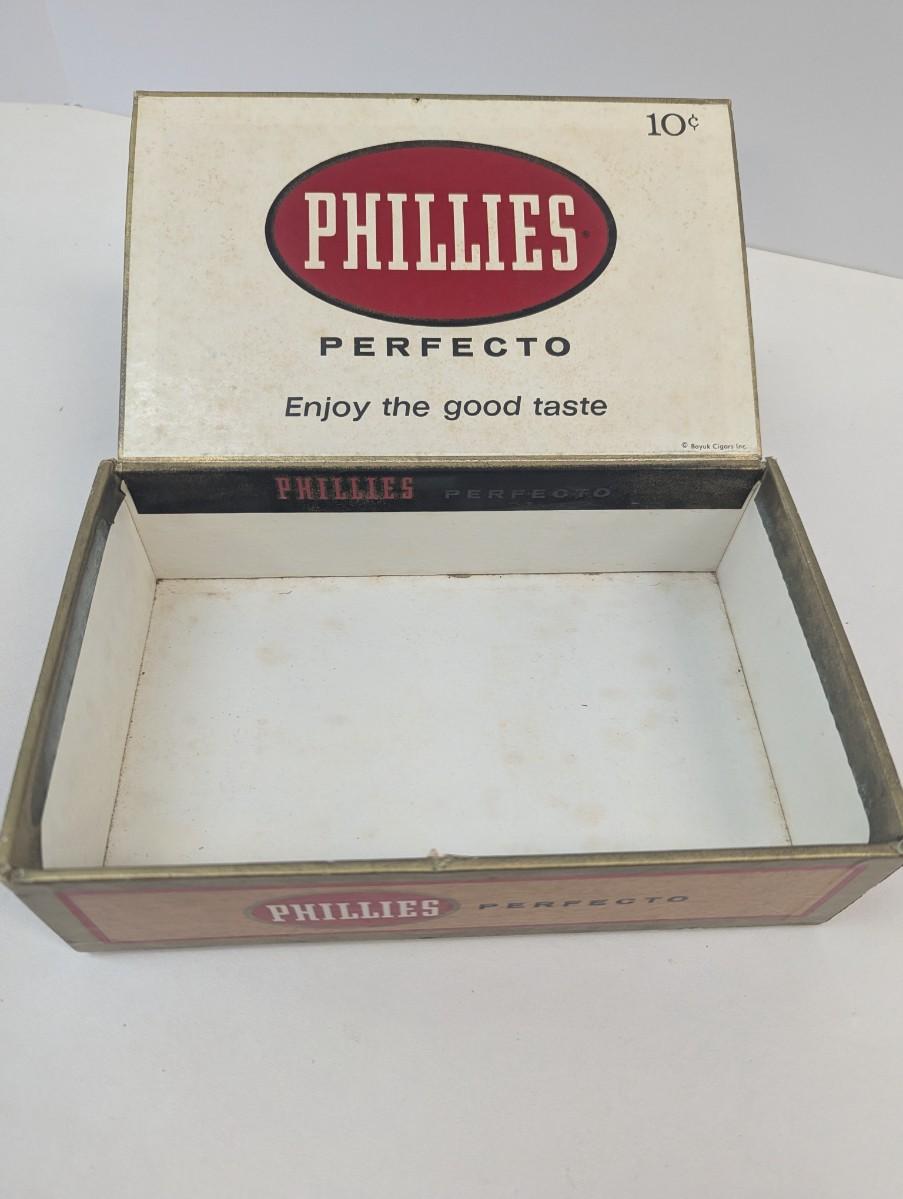 10¢
PHILLIES®
PERFECTO
Enjoy the good taste
© Bayuk Cigars Inc.
PHILLIES PERFECTO
PHILLIES PERFECTO